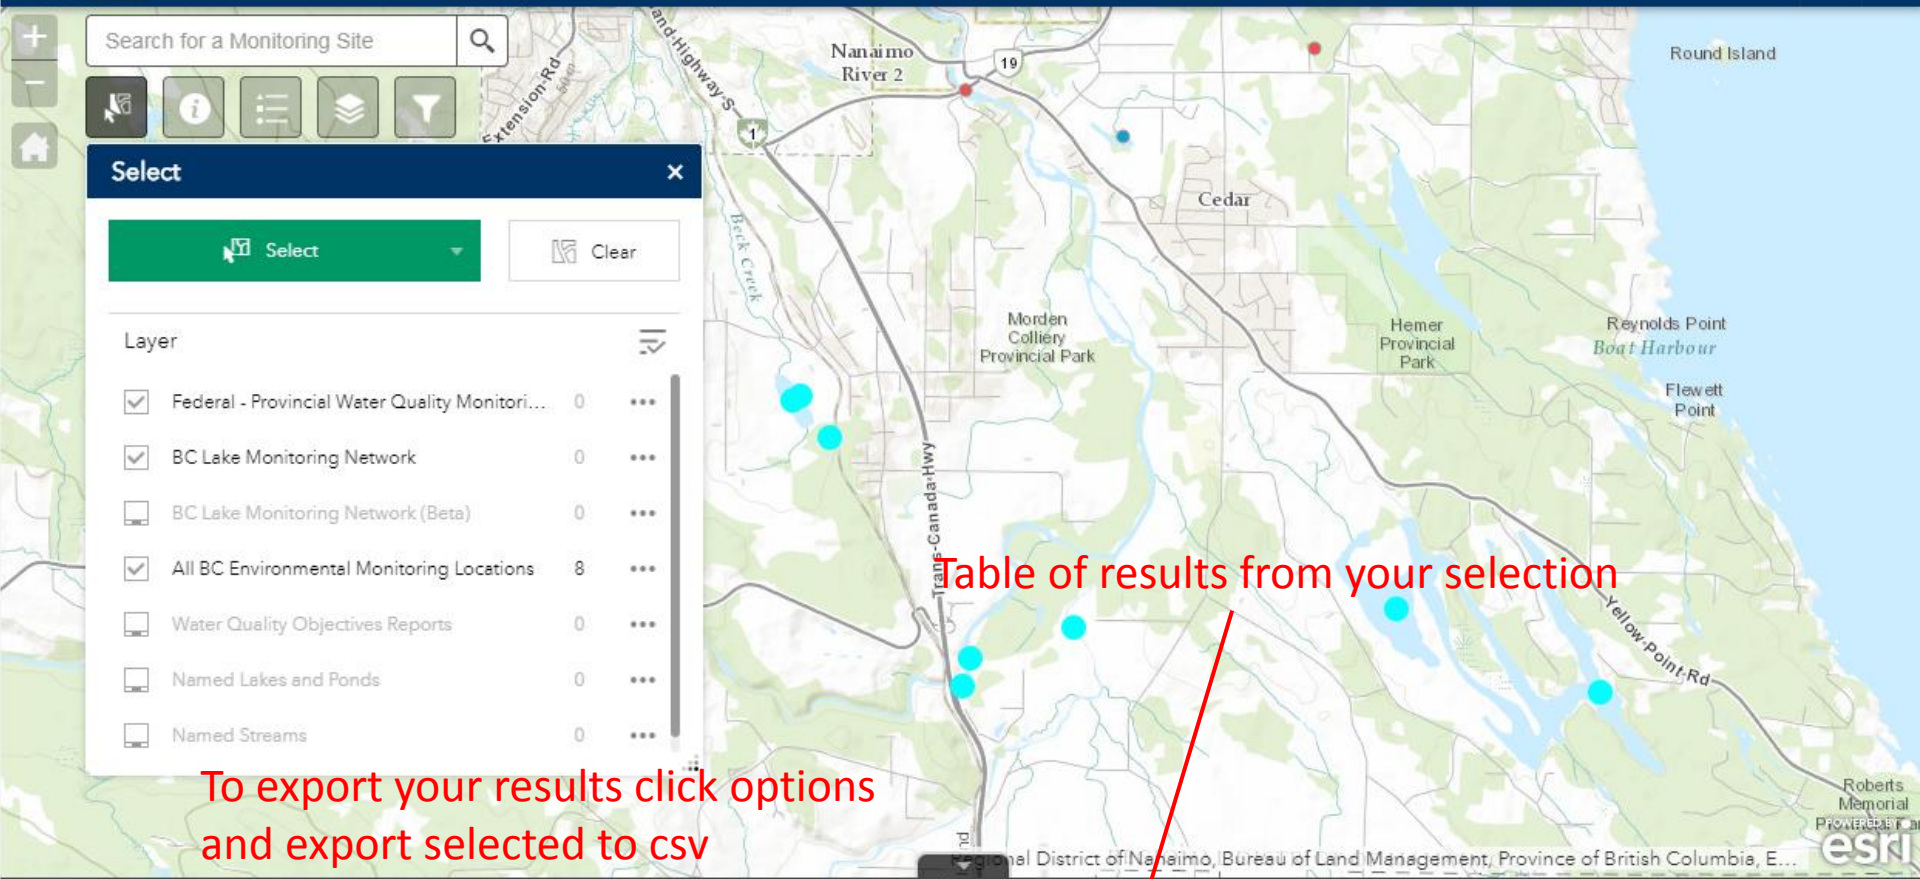 Search for a Monitoring Site
Select
Select
Clear
Layer
Federal - Provincial Water Quality Monitori... 0
BC Lake Monitoring Network 0
BC Lake Monitoring Network (Beta) 0
All BC Environmental Monitoring Locations 8
Water Quality Objectives Reports 0
Named Lakes and Ponds 0
Named Streams 0
To export your results click options
and export selected to csv
Table of results from your selection
Extension-Rd
and-Highway-S
Nanaimo
River 2
19
1
Round Island
Cedar
Beck Creek
Morden
Colliery
Provincial Park
Hemer
Provincial
Park
Reynolds Point
Boat Harbour
Flewett
Point
Trans-Canada-Hwy
Yellow-Point-Rd
Roberts
Memorial
POWERED BY
esri
Regional District of Nanaimo, Bureau of Land Management, Province of British Columbia, E...